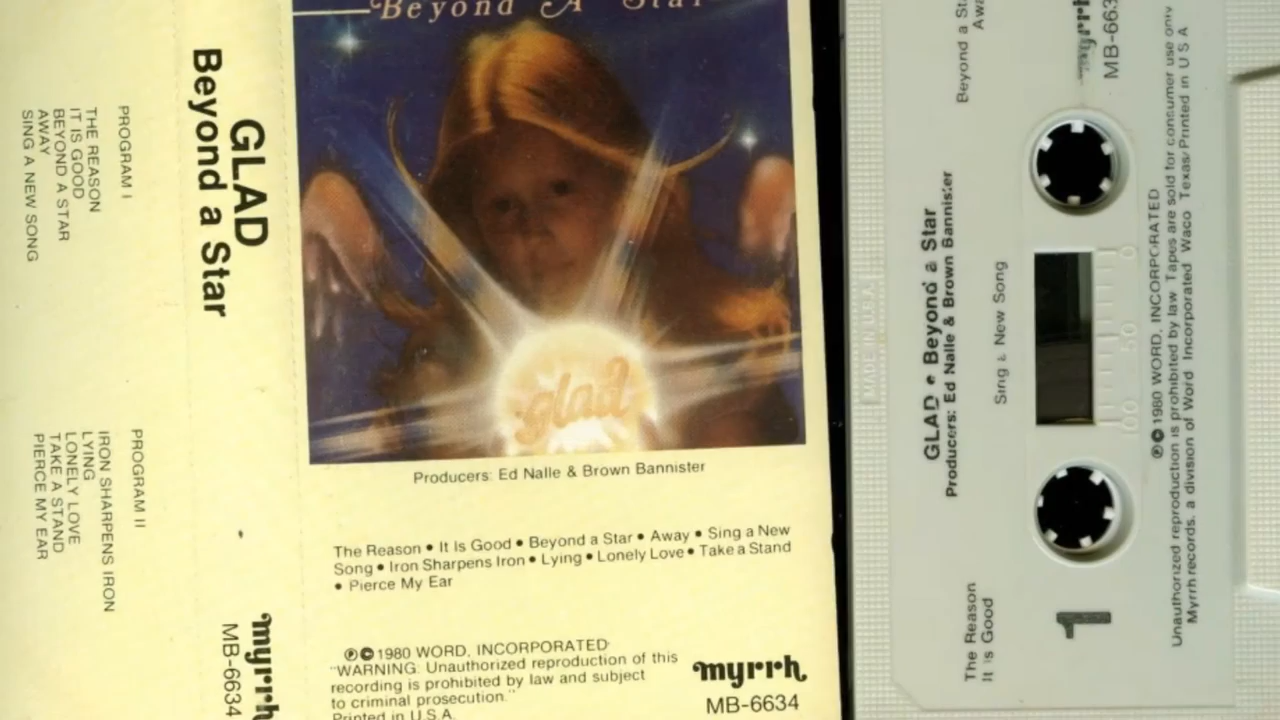 PROGRAM I
THE REASON
IT IS GOOD
BEYOND A STAR
AWAY
SING A NEW SONG
PROGRAM II
IRON SHARPENS IRON
LYING
LONELY LOVE
TAKE A STAND
PIERCE MY EAR
GLAD
Beyond a Star
myrrh
MB-6634
Beyond A Star
glad
Producers: Ed Nalle & Brown Bannister
The Reason • It Is Good • Beyond a Star • Away • Sing a New
Song • Iron Sharpens Iron • Lying • Lonely Love • Take a Stand
• Pierce My Ear
Ⓟ © 1980 WORD, INCORPORATED
"WARNING: Unauthorized reproduction of this
recording is prohibited by law and subject
to criminal prosecution."
Printed in U.S.A.
myrrh
MB-6634
MADE IN U.S.A.
GLAD • Beyond a Star
Producers: Ed Nalle & Brown Bannister
The Reason
It Is Good
Sing a New Song
Beyond a Sta
Awa
myrrh
MB-663
1
0
50
100
Ⓟ © 1980 WORD, INCORPORATED
Unauthorized reproduction is prohibited by law Tapes are sold for consumer use only
Myrrh records, a division of Word Incorporated Waco Texas/Printed in U S A